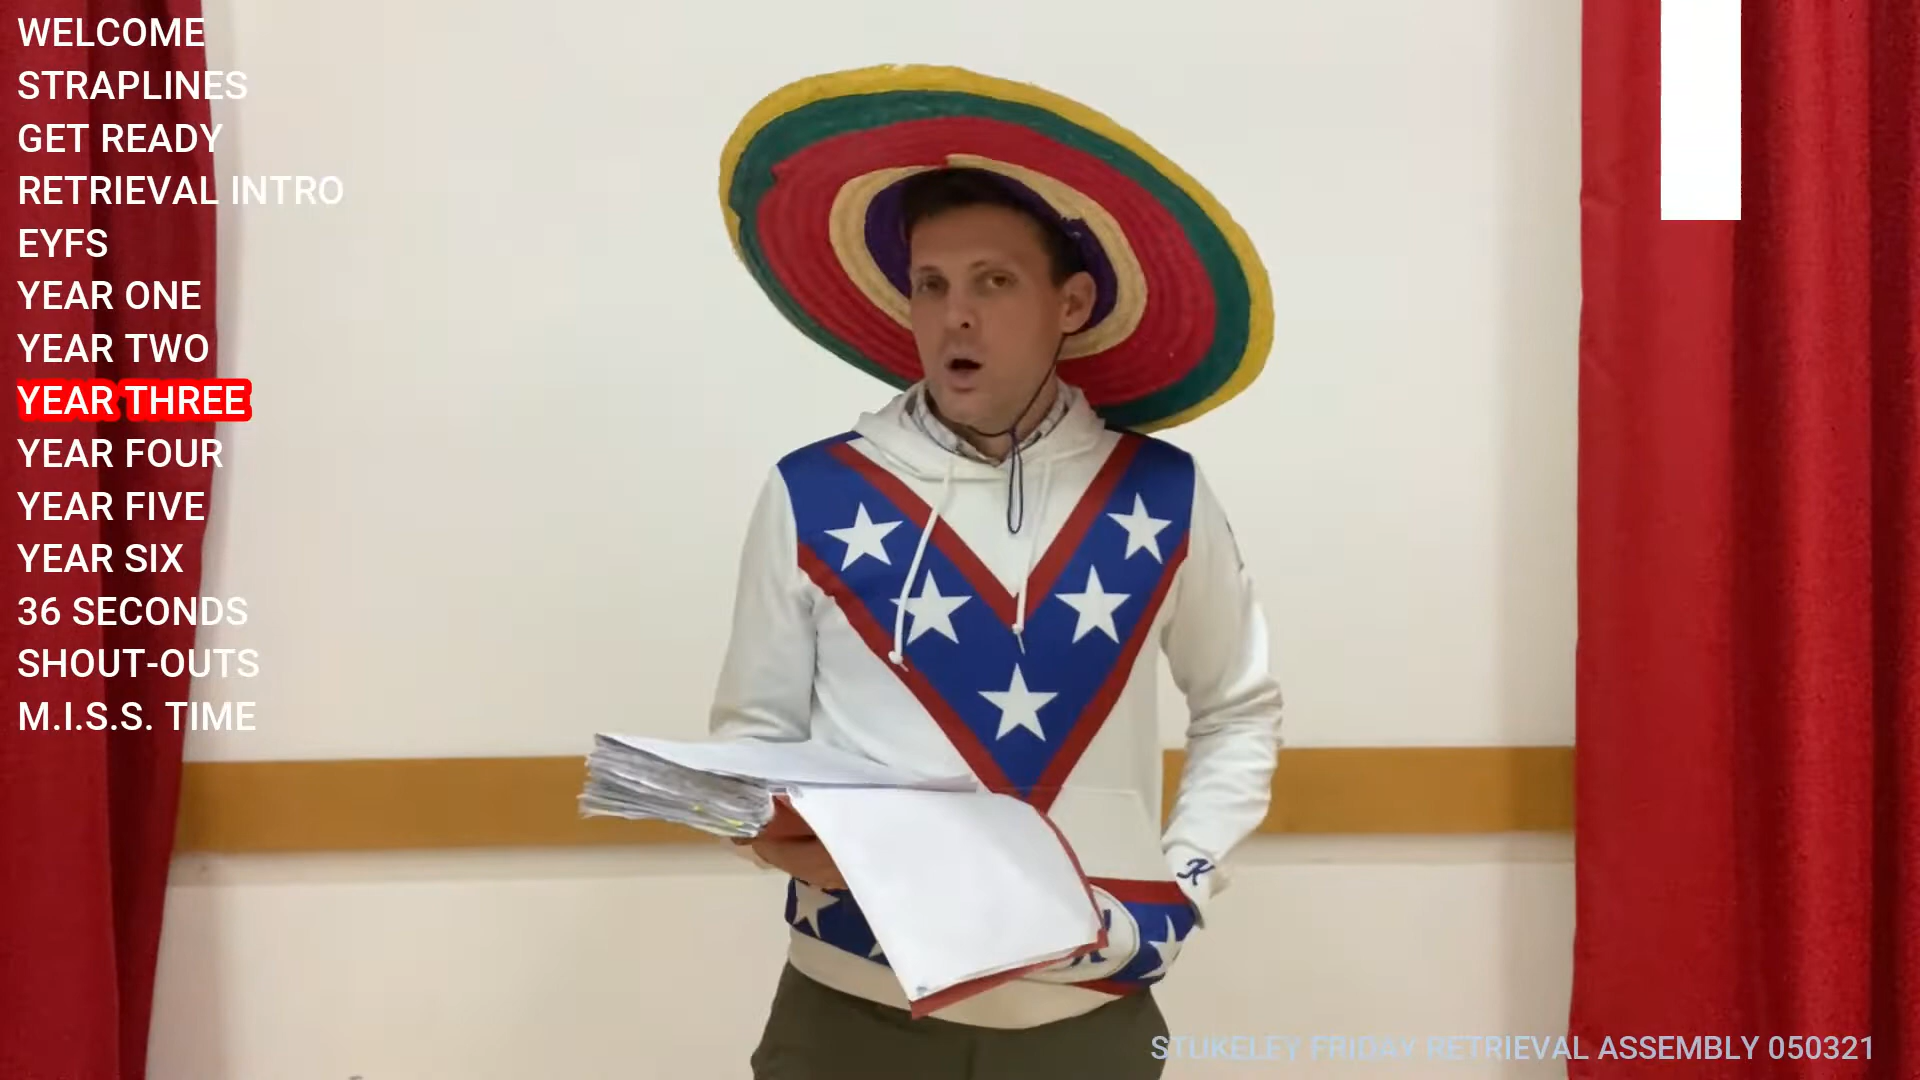 WELCOME
STRAPLINES
GET READY
RETRIEVAL INTRO
EYFS
YEAR ONE
YEAR TWO
YEAR THREE
YEAR FOUR
YEAR FIVE
YEAR SIX
36 SECONDS
SHOUT-OUTS
M.I.S.S. TIME
STUKELEY FRIDAY RETRIEVAL ASSEMBLY 050321